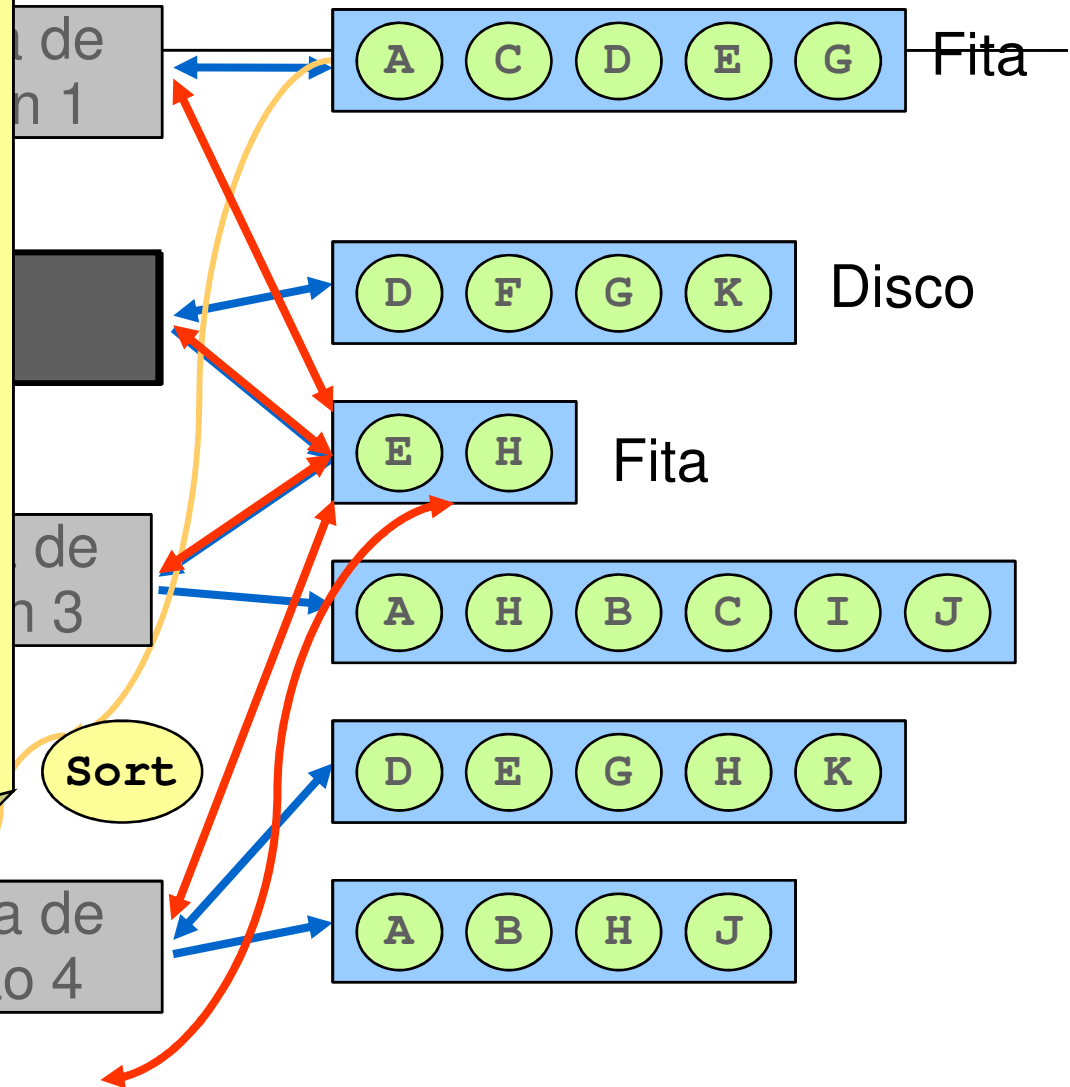 de
1
A C D E G
Fita
D F G K
Disco
E H
Fita
de
3
A H B C I J
Sort
D E G H K
a de
o 4
A B H J